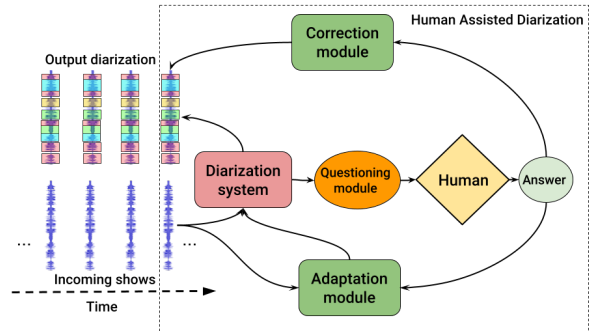 Human Assisted Diarization
Correction
module
Output diarization
Diarization
system
Questioning
module
Human
Answer
...
...
Adaptation
module
Incoming shows
Time